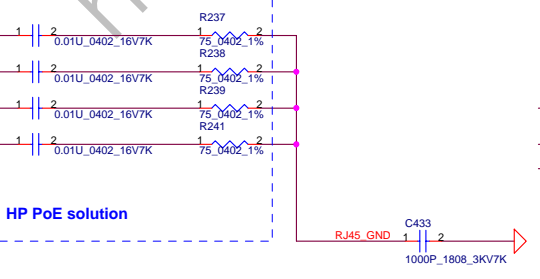 R237
1 2 1 2
0.01U_0402_16V7K 75_0402_1%
R238
1 2 1 2
0.01U_0402_16V7K 75_0402_1%
R239
1 2 1 2
0.01U_0402_16V7K 75_0402_1%
R241
1 2 1 2
0.01U_0402_16V7K 75_0402_1%
HP PoE solution
C433
RJ45_GND 1 2
1000P_1808_3KV7K